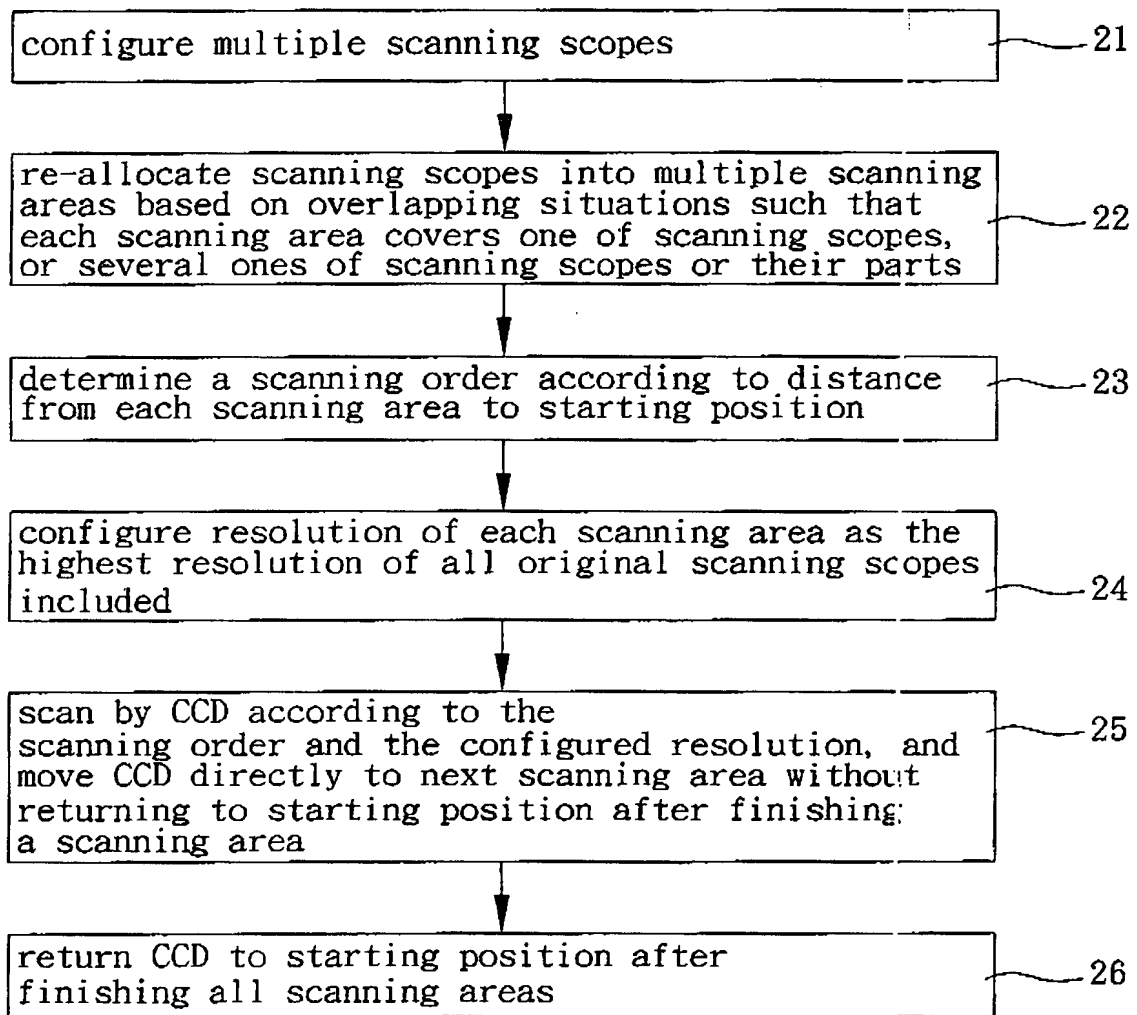 configure multiple scanning scopes
21
re-allocate scanning scopes into multiple scanning
areas based on overlapping situations such that
each scanning area covers one of scanning scopes,
or several ones of scanning scopes or their parts
22
determine a scanning order according to distance
from each scanning area to starting position
23
configure resolution of each scanning area as the
highest resolution of all original scanning scopes
included
24
scan by CCD according to the
scanning order and the configured resolution, and
move CCD directly to next scanning area without
returning to starting position after finishing
a scanning area
25
return CCD to starting position after
finishing all scanning areas
26